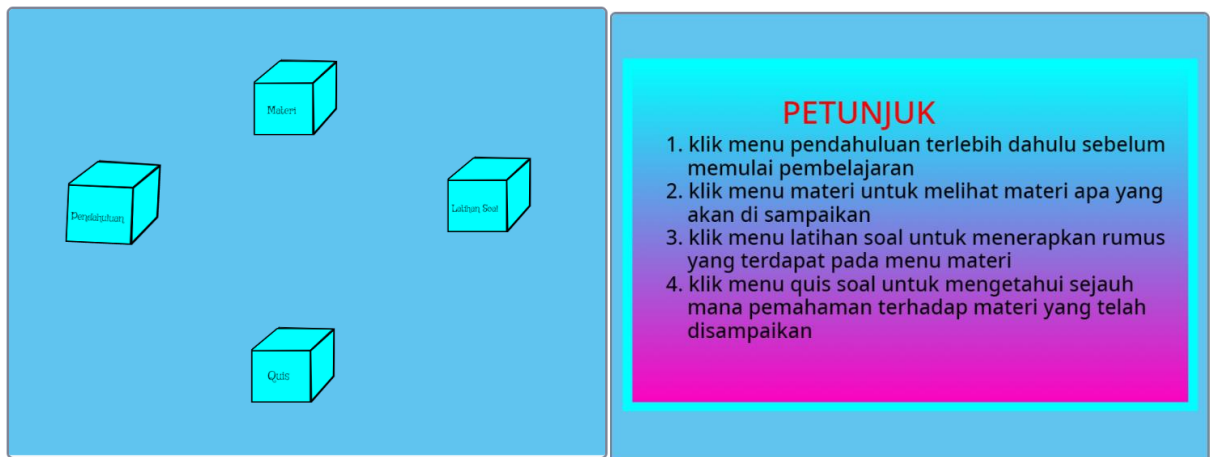 Materi
Pendahuluan
Latihan Soal
Quis
PETUNJUK
1. klik menu pendahuluan terlebih dahulu sebelum
memulai pembelajaran
2. klik menu materi untuk melihat materi apa yang
akan di sampaikan
3. klik menu latihan soal untuk menerapkan rumus
yang terdapat pada menu materi
4. klik menu quis soal untuk mengetahui sejauh
mana pemahaman terhadap materi yang telah
disampaikan